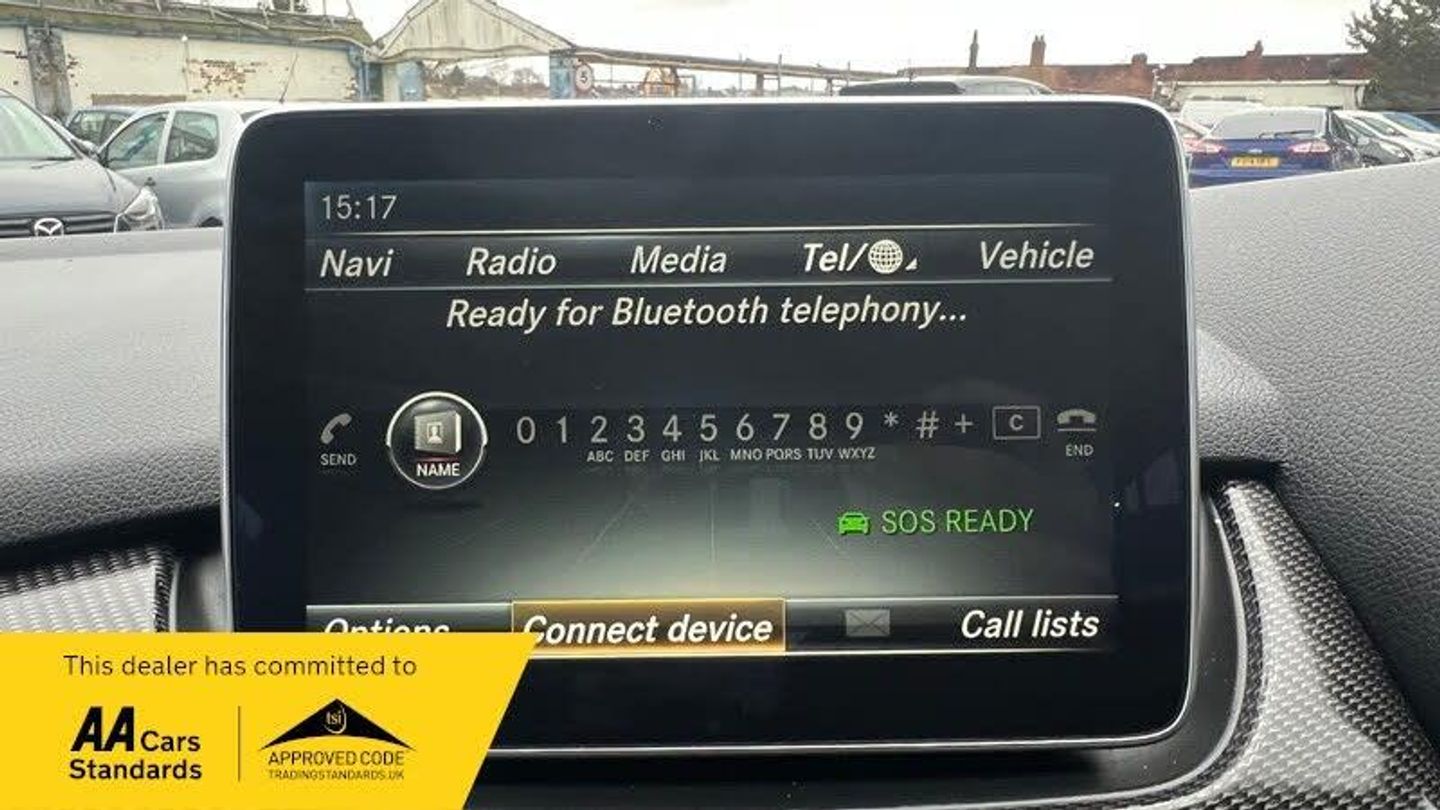 5
15:17
Navi Radio Media Tel/ Vehicle
Ready for Bluetooth telephony...
0 1 2 3 4 5 6 7 8 9 * # + C
SEND NAME ABC DEF GHI JKL MNO PQRS TUV WXYZ END
SOS READY
Options Connect device Call lists
This dealer has committed to
AA Cars
Standards
tsi
APPROVED CODE
TRADINGSTANDARDS.UK